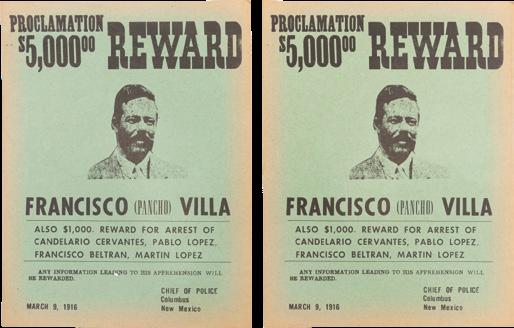 PROCLAMATION
$5,000.00 REWARD
FRANCISCO (PANCHO) VILLA
ALSO $1,000. REWARD FOR ARREST OF
CANDELARIO CERVANTES, PABLO LOPEZ,
FRANCISCO BELTRAN, MARTIN LOPEZ
ANY INFORMATION LEADING TO HIS APPREHENSION WILL
BE REWARDED.
CHIEF OF POLICE
Columbus
New Mexico
MARCH 9, 1916
PROCLAMATION
$5,000.00 REWARD
FRANCISCO (PANCHO) VILLA
ALSO $1,000. REWARD FOR ARREST OF
CANDELARIO CERVANTES, PABLO LOPEZ,
FRANCISCO BELTRAN, MARTIN LOPEZ
ANY INFORMATION LEADING TO HIS APPREHENSION WILL
BE REWARDED.
CHIEF OF POLICE
Columbus
New Mexico
MARCH 9, 1916